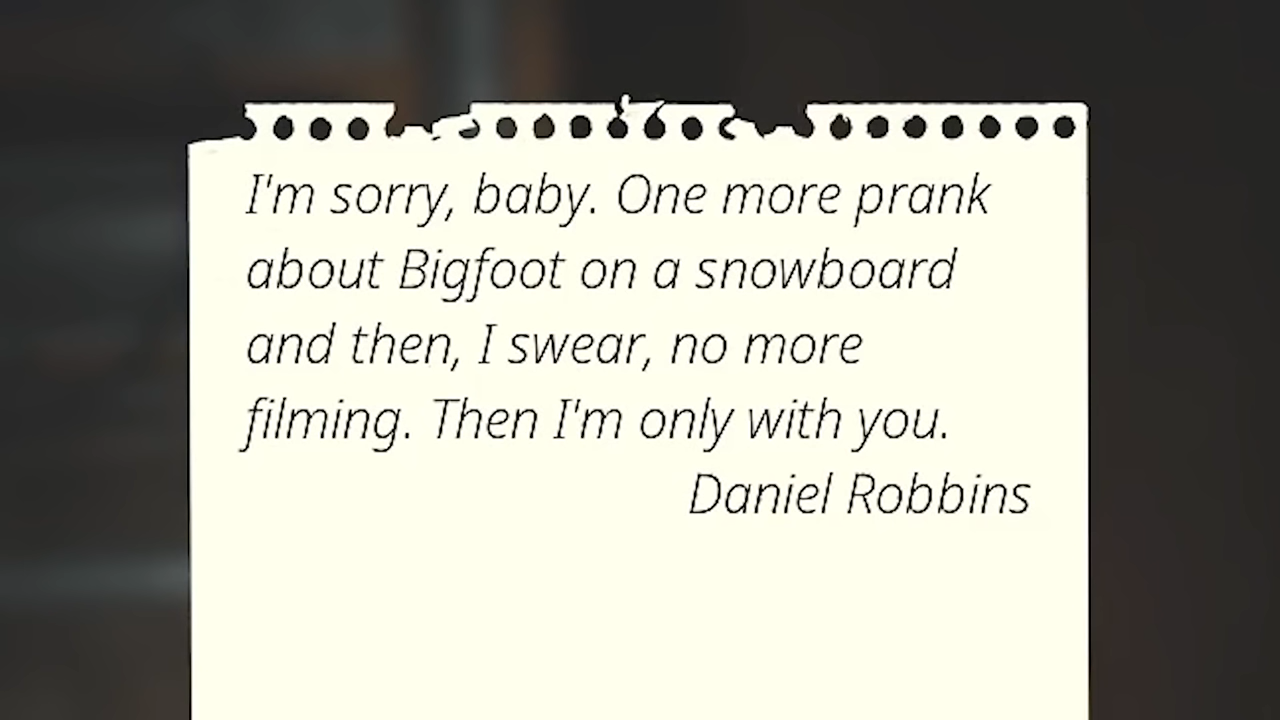 I'm sorry, baby. One more prank
about Bigfoot on a snowboard
and then, I swear, no more
filming. Then I'm only with you.
Daniel Robbins